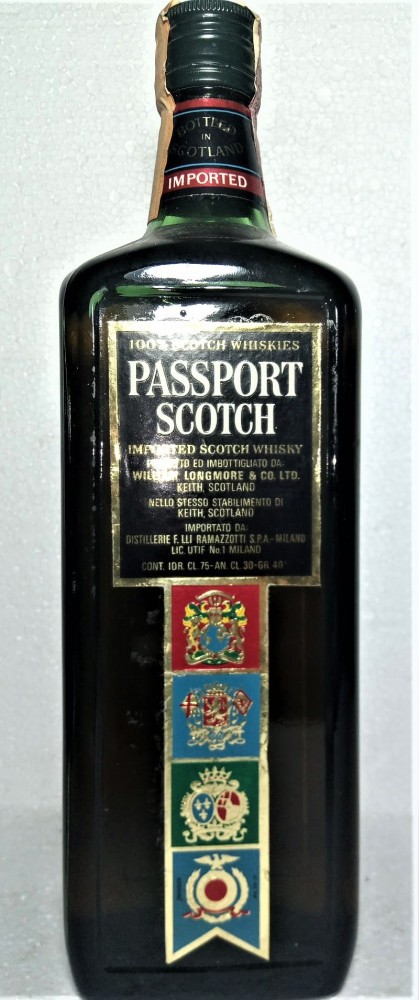 BOTTLED
IN
SCOTLAND
IMPORTED
100% SCOTCH WHISKIES
PASSPORT
SCOTCH
IMPORTED SCOTCH WHISKY
ED IMBOTTIGLIATO DA:
LONGMORE & CO. LTD.
KEITH, SCOTLAND
NELLO STESSO STABILIMENTO DI
KEITH, SCOTLAND
IMPORTATO DA:
DISTILLERIE F. LLI RAMAZZOTTI S.P.A.-MILANO
LIC. UTIF No.1 MILANO
CONT. IDR. CL 75-AN. CL 30-GR. 40°